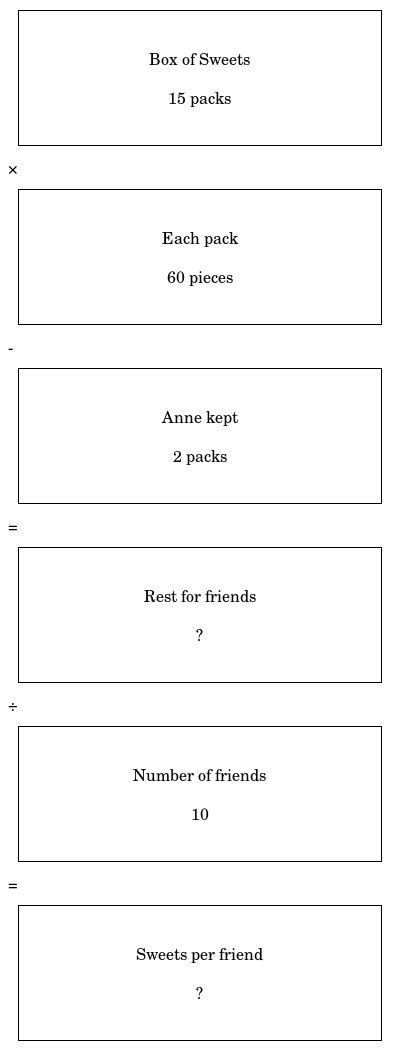 Box of Sweets
15 packs
×
Each pack
60 pieces
-
Anne kept
2 packs
=
Rest for friends
?
÷
Number of friends
10
=
Sweets per friend
?